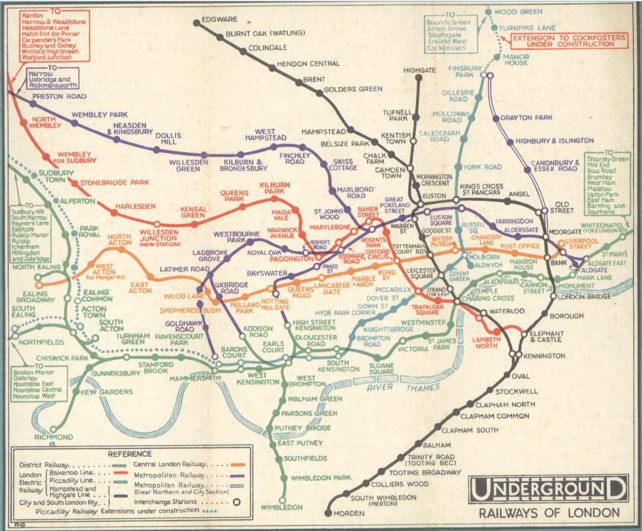 TO
Kenton
Harrow & Wealdstone
Headstone Lane
Hatch End for Pinner
Carpenders Park
Bushey and Oxhey
Watford High Street
Watford Junction
TO
Harrow
Uxbridge and
Rickmansworth
EDGWARE
BURNT OAK (WATLING)
COLINDALE
HENDON CENTRAL
BRENT
GOLDERS GREEN
HAMPSTEAD
BELSIZE PARK
CHALK
FARM
CAMDEN
TOWN
HIGHGATE
TUFNELL
PARK
KENTISH
TOWN
TO
Bounds Green
Arnos Grove
Southgate
Enfield West
Cockfosters
WOOD GREEN
TURNPIKE LANE
EXTENSION TO COCKFOSTERS
UNDER CONSTRUCTION
MANOR
HOUSE
FINSBURY
PARK
GILLESPIE
ROAD
HOLLOWAY
ROAD
CALEDONIAN
ROAD
YORK ROAD
DRAYTON PARK
HIGHBURY & ISLINGTON
CANONBURY &
ESSEX ROAD
OLD
STREET
PRESTON ROAD
NORTH
WEMBLEY
WEMBLEY PARK
NEASDEN
& KINGSBURY
DOLLIS
HILL
WILLESDEN
GREEN
KILBURN &
BRONDESBURY
WEST
HAMPSTEAD
FINCHLEY
ROAD
SWISS
COTTAGE
MARLBORO'
ROAD
ST JOHNS
WOOD
WEMBLEY
FOR SUDBURY
STONEBRIDGE PARK
HARLESDEN
WILLESDEN
JUNCTION
(NEW STATION)
KENSAL
GREEN
QUEENS
PARK
KILBURN
PARK
MAIDA
VALE
WARWICK
AVENUE
PADDINGTON
BISHOPS
ROAD
EDGWARE
ROAD
MARYLEBONE
BAKER
STREET
REGENTS
PARK
OXFORD
CIRCUS
GREAT
PORTLAND
STREET
WARREN
ST
MORNINGTON
CRESCENT
EUSTON
KINGS CROSS
ST PANCRAS
ANGEL
EUSTON
SQUARE
GOODGE ST
TOTTENHAM
COURT RD
RUSSELL
BRITISH
CHANCERY
LANE
POST OFFICE
HOLBORN
FARRINGDON
ALDERSGATE
MOORGATE
LIVERPOOL
BANK
ALDGATE
ALDGATE EAST
ST MARYS
WHITECHAPEL
TO
Shadwell
Stepney Green
Mile End
Bow Road
Bromley
West Ham
Plaistow
Upton Park
East Ham
Barking and
Southend
TO
Sudbury Hill
South Harrow
Rayners Lane
Eastcote
Ruislip Manor
Ruislip
Ickenham
Hillingdon
and Uxbridge
SUDBURY
TOWN
ALPERTON
PARK
ROYAL
NORTH EALING
EALING
BROADWAY
SOUTH
EALING
NORTH
ACTON
WEST
ACTON
EAST
ACTON
EALING
COMMON
ACTON
TOWN
SOUTH
ACTON
NORTHFIELDS
TO
Boston Manor
Osterley
Hounslow East
Hounslow Central
Hounslow West
CHISWICK PARK
GUNNERSBURY
KEW GARDENS
RICHMOND
TURNHAM
GREEN
STAMFORD
BROOK
RAVENSCOURT
PARK
HAMMERSMITH
WESTBOURNE
PARK
LADBROKE
GROVE
LATIMER ROAD
ROYAL OAK
WOOD LANE
UXBRIDGE
ROAD
SHEPHERDS BUSH
GOLDHAWK
ROAD
HOLLAND
PARK
BAYSWATER
NOTTING
HILL GATE
QUEENS
ROAD
LANCASTER
GATE
MARBLE
ARCH
BOND
PRAED
ST
ADDISON
ROAD
HIGH STREET
KENSINGTON
BARONS
COURT
EARLS
COURT
GLOUCESTER
ROAD
WEST
KENSINGTON
SOUTH
KENSINGTON
SLOANE
SQUARE
VICTORIA
ST JAMES
PARK
WESTMINSTER
BROMPTON
ROAD
KNIGHTSBRIDGE
HYDE PARK CORNER
DOWN ST
DOVER ST
PICCADILLY
LEICESTER
SQUARE
COVENT
TRAFALGAR
SQUARE
STRAND
CHARING CROSS
TEMPLE
BLACKFRIARS
MANSION
HOUSE
CANNON
STREET
MONUMENT
MARK LANE
LONDON BRIDGE
BOROUGH
ELEPHANT
& CASTLE
WATERLOO
LAMBETH
NORTH
KENNINGTON
OVAL
STOCKWELL
CLAPHAM NORTH
CLAPHAM COMMON
CLAPHAM SOUTH
BALHAM
TRINITY ROAD
(TOOTING BEC)
TOOTING BROADWAY
COLLIERS WOOD
SOUTH WIMBLEDON
(MERTON)
MORDEN
WEST
BROMPTON
WALHAM GREEN
PARSONS GREEN
PUTNEY BRIDGE
EAST PUTNEY
SOUTHFIELDS
WIMBLEDON PARK
WIMBLEDON
RIVER THAMES
REFERENCE
District Railway
London Electric Railway
Bakerloo Line
Piccadilly Line
Hampstead and
Highgate Line
City and South London Rly.
Central London Railway
Metropolitan Railway
Metropolitan Railway
(Great Northern and City Section)
Interchange Stations
Piccadilly Railway Extensions under construction
UNDERGROUND
RAILWAYS OF LONDON